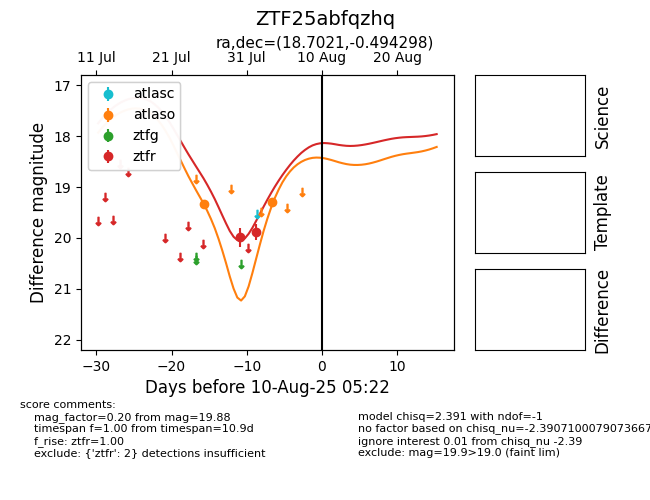 ZTF25abfqzhq
ra,dec=(18.7021,-0.494298)
11 Jul 21 Jul 31 Jul 10 Aug 20 Aug
atlasc
atlaso
ztfg
ztfr
Difference magnitude
17
18
19
20
21
22
−30 −20 −10 0 10
Days before 10-Aug-25 05:22
Science
Template
Difference
score comments:
mag_factor=0.20 from mag=19.88
timespan f=1.00 from timespan=10.9d
f_rise: ztfr=1.00
exclude: {'ztfr': 2} detections insufficient
model chisq=2.391 with ndof=-1
no factor based on chisq_nu=-2.3907100079073667
ignore interest 0.01 from chisq_nu -2.39
exclude: mag=19.9>19.0 (faint lim)